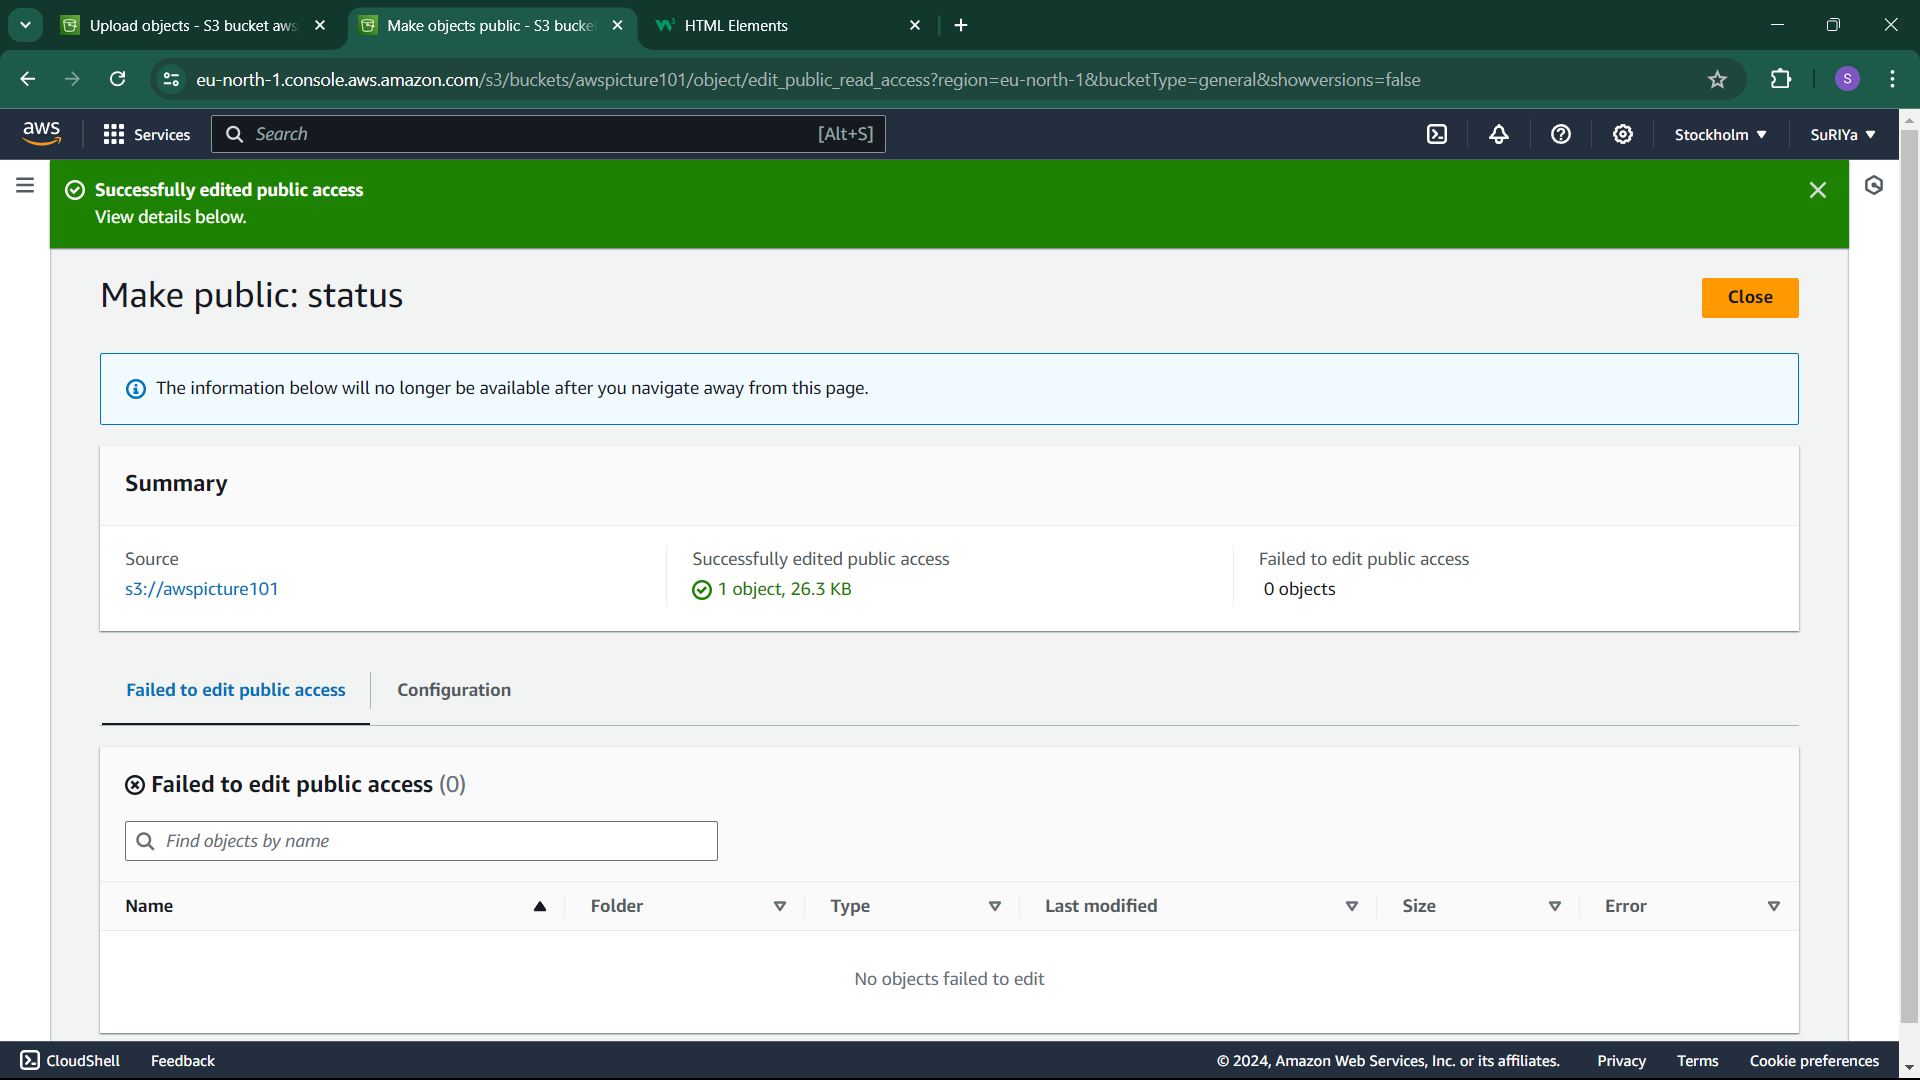 Upload objects - S3 bucket aws
Make objects public - S3 bucke
HTML Elements
eu-north-1.console.aws.amazon.com/s3/buckets/awspicture101/object/edit_public_read_access?region=eu-north-1&bucketType=general&showversions=false
S
aws
Services
Search
[Alt+S]
Stockholm
SuRIYa
Successfully edited public access
View details below.
Make public: status
Close
The information below will no longer be available after you navigate away from this page.
Summary
Source
s3://awspicture101
Successfully edited public access
1 object, 26.3 KB
Failed to edit public access
0 objects
Failed to edit public access
Configuration
Failed to edit public access (0)
Find objects by name
Name Folder Type Last modified Size Error
No objects failed to edit
CloudShell Feedback © 2024, Amazon Web Services, Inc. or its affiliates. Privacy Terms Cookie preferences